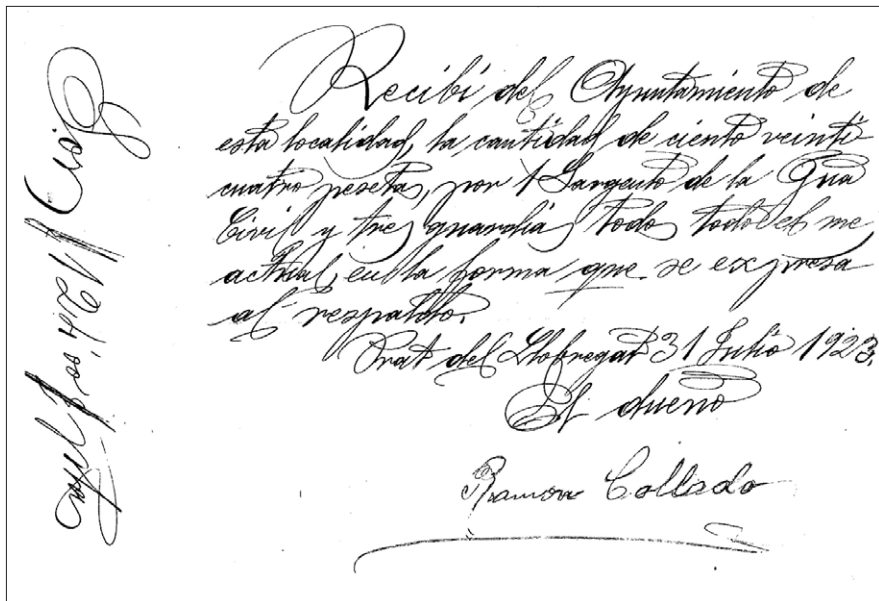 Recibí del Ayuntamiento de
esta localidad, la cantidad de ciento veinti-
cuatro pesetas, por 1 Sargento de la Gua
Civil y tres guardias todo todo el me
actual, en la forma que se expresa
al respaldo.
Prat del Llobregat 31 Julio 1923.
El dueño
Ramon Collado
124'00